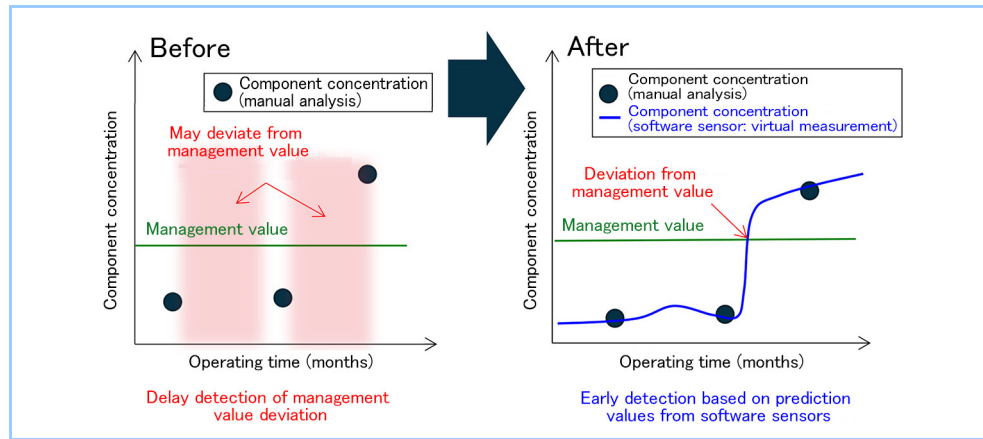 Before
Component concentration
(manual analysis)
May deviate from
management value
Management value
Component concentration
Operating time (months)
Delay detection of management
value deviation
After
Component concentration
(manual analysis)
Component concentration
(software sensor: virtual measurement)
Deviation from
management value
Management value
Component concentration
Operating time (months)
Early detection based on prediction
values from software sensors